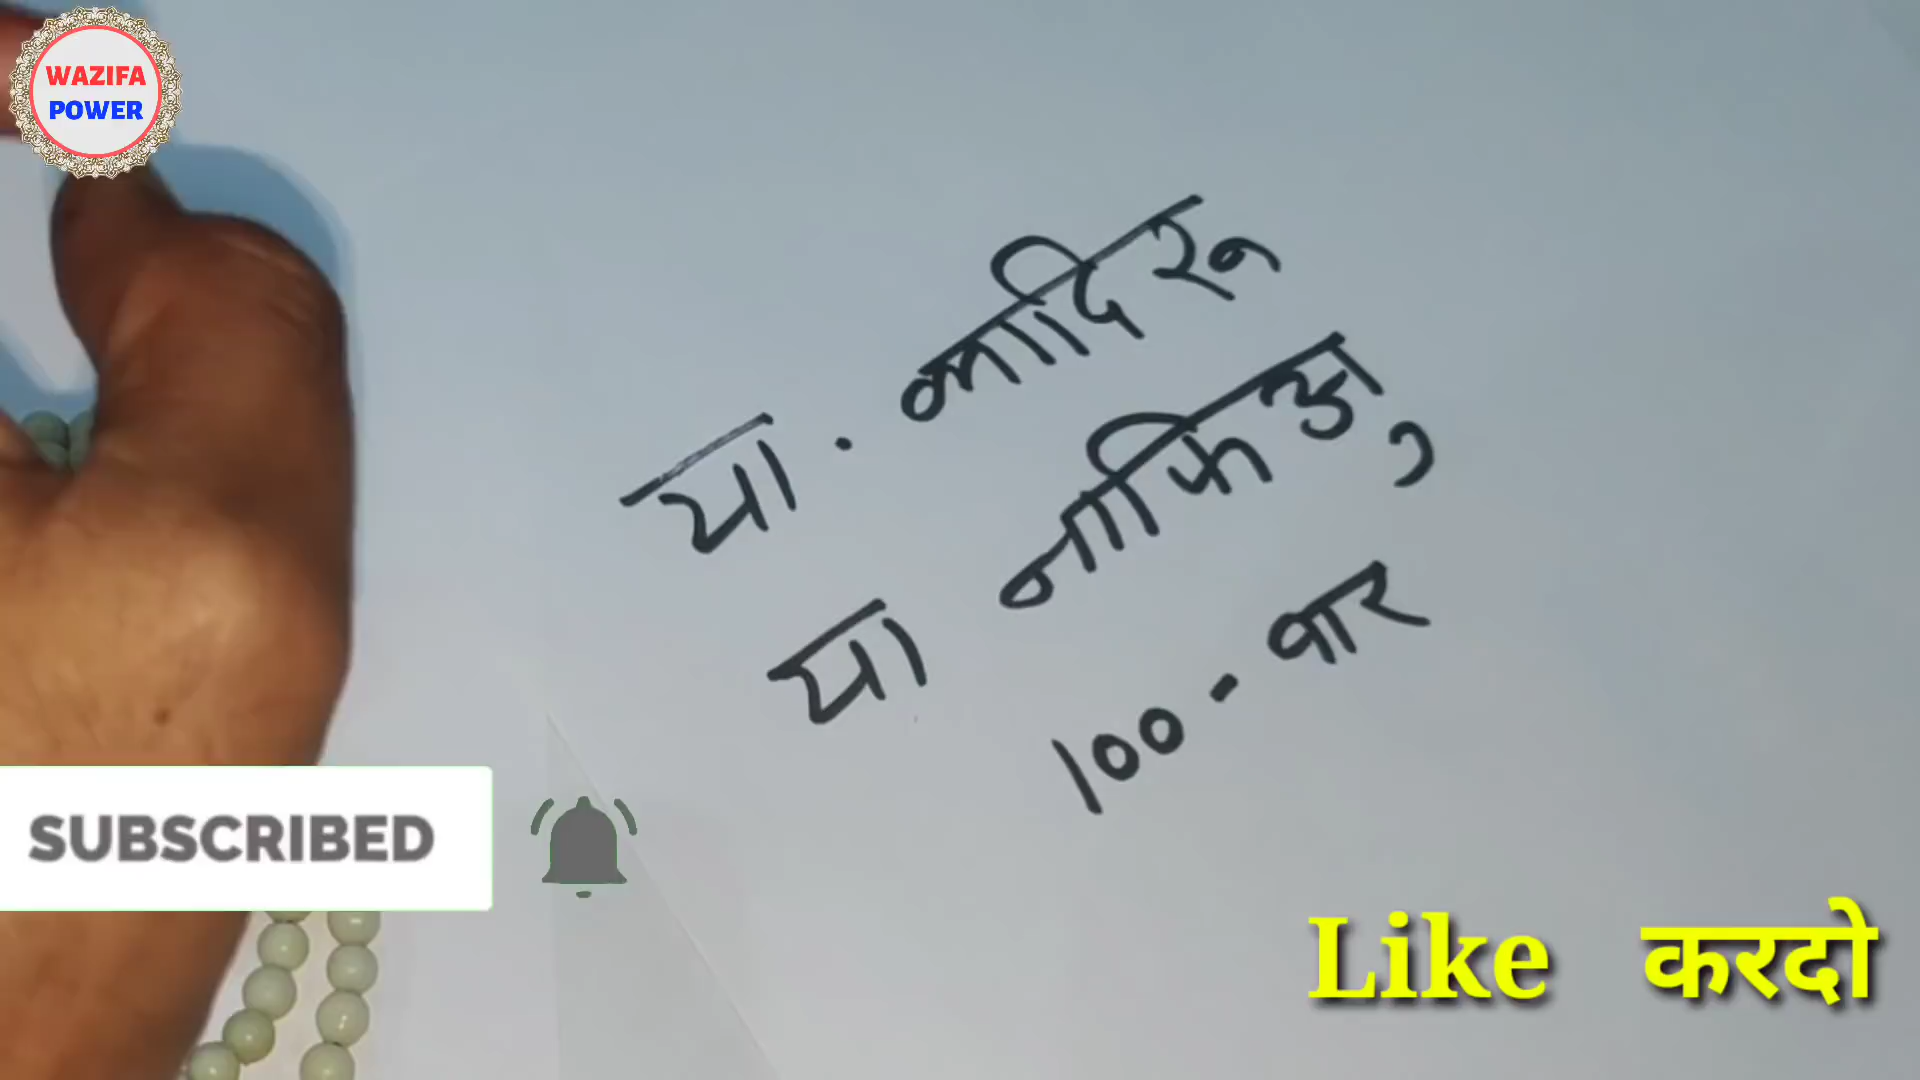 WAZIFA
POWER
या. कादिरु
या नाफिउ,
100 - बार
SUBSCRIBED
Like करदो